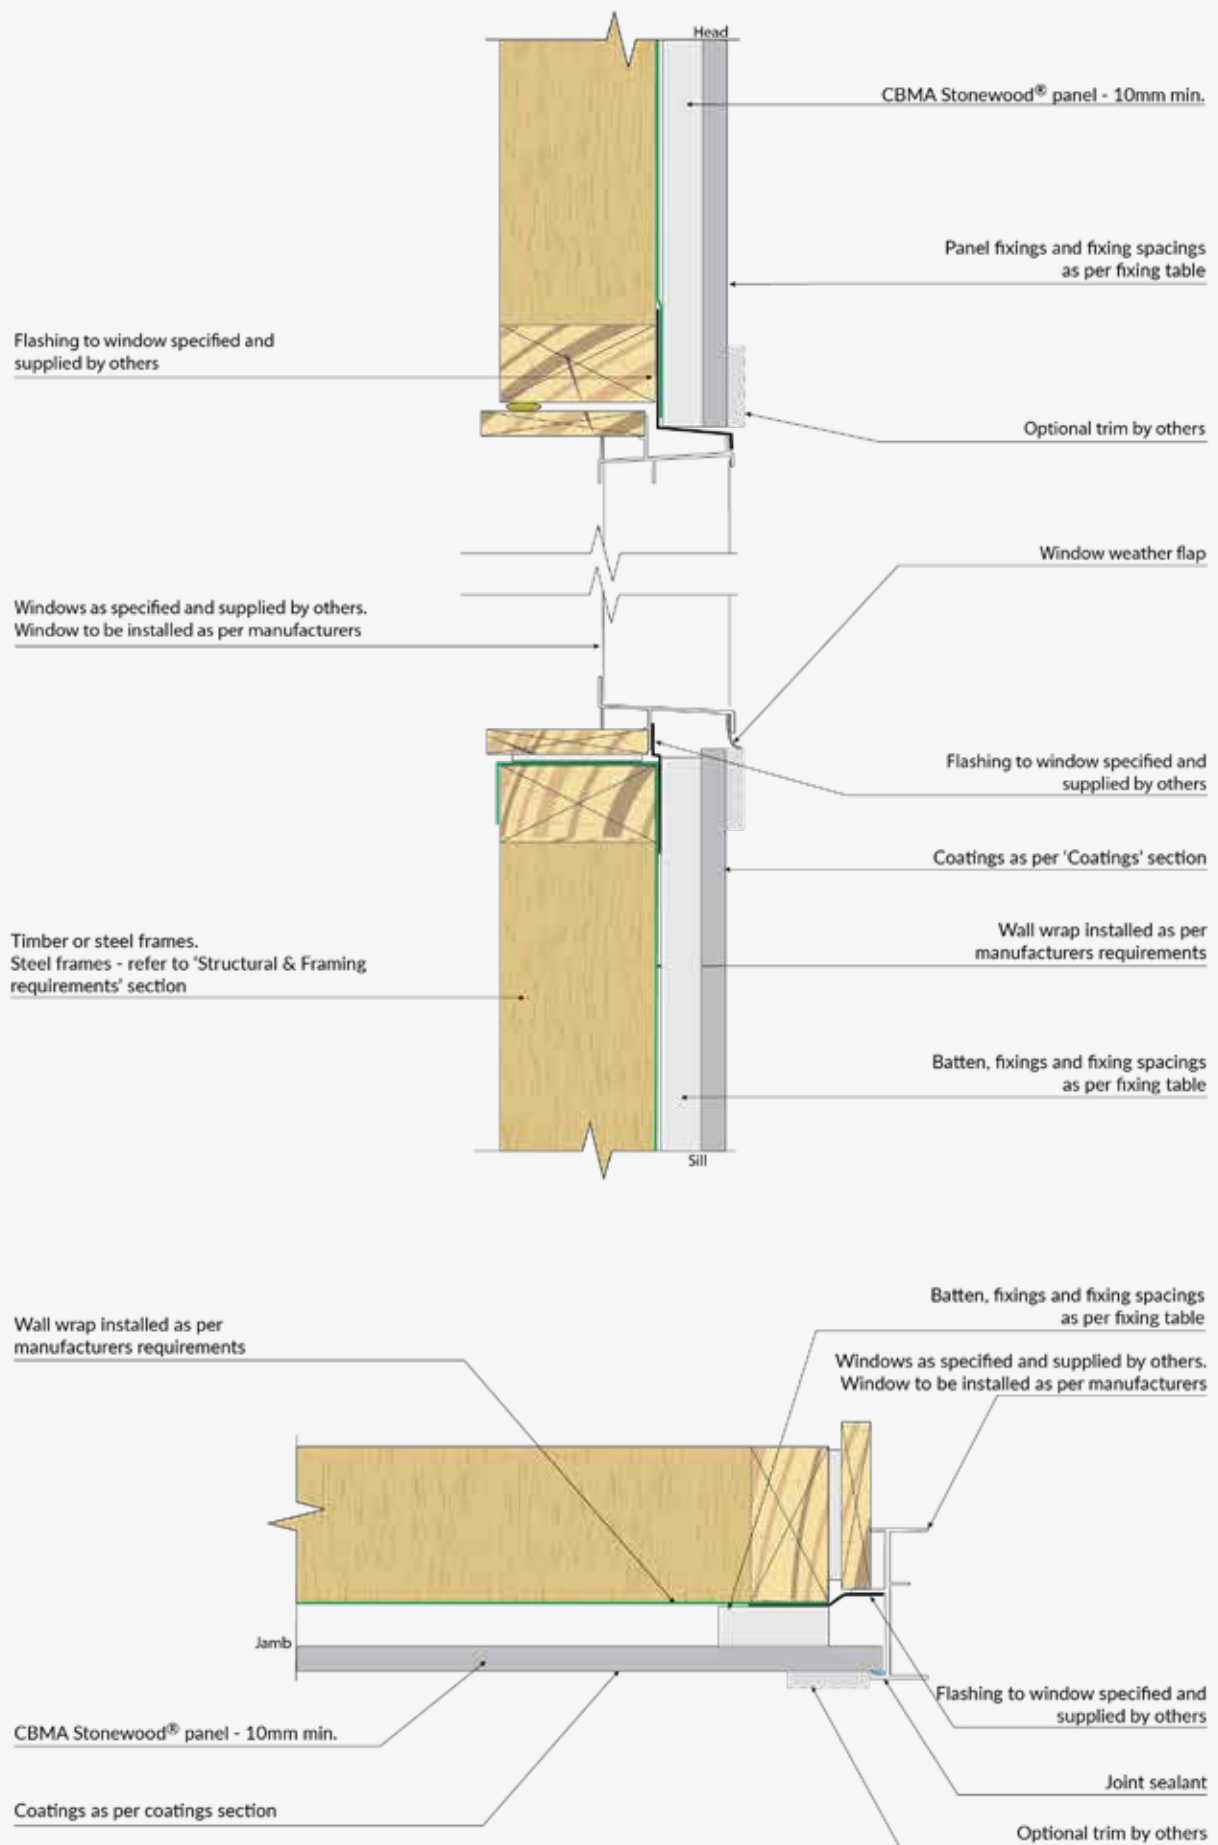 Head
CBMA Stonewood® panel - 10mm min.
Panel fixings and fixing spacings
as per fixing table
Flashing to window specified and
supplied by others
Optional trim by others
Window weather flap
Windows as specified and supplied by others.
Window to be installed as per manufacturers
Flashing to window specified and
supplied by others
Coatings as per 'Coatings' section
Wall wrap installed as per
manufacturers requirements
Timber or steel frames.
Steel frames - refer to 'Structural & Framing
requirements' section
Batten, fixings and fixing spacings
as per fixing table
Sill
Batten, fixings and fixing spacings
as per fixing table
Wall wrap installed as per
manufacturers requirements
Windows as specified and supplied by others.
Window to be installed as per manufacturers
Jamb
Flashing to window specified and
supplied by others
CBMA Stonewood® panel - 10mm min.
Joint sealant
Coatings as per coatings section
Optional trim by others